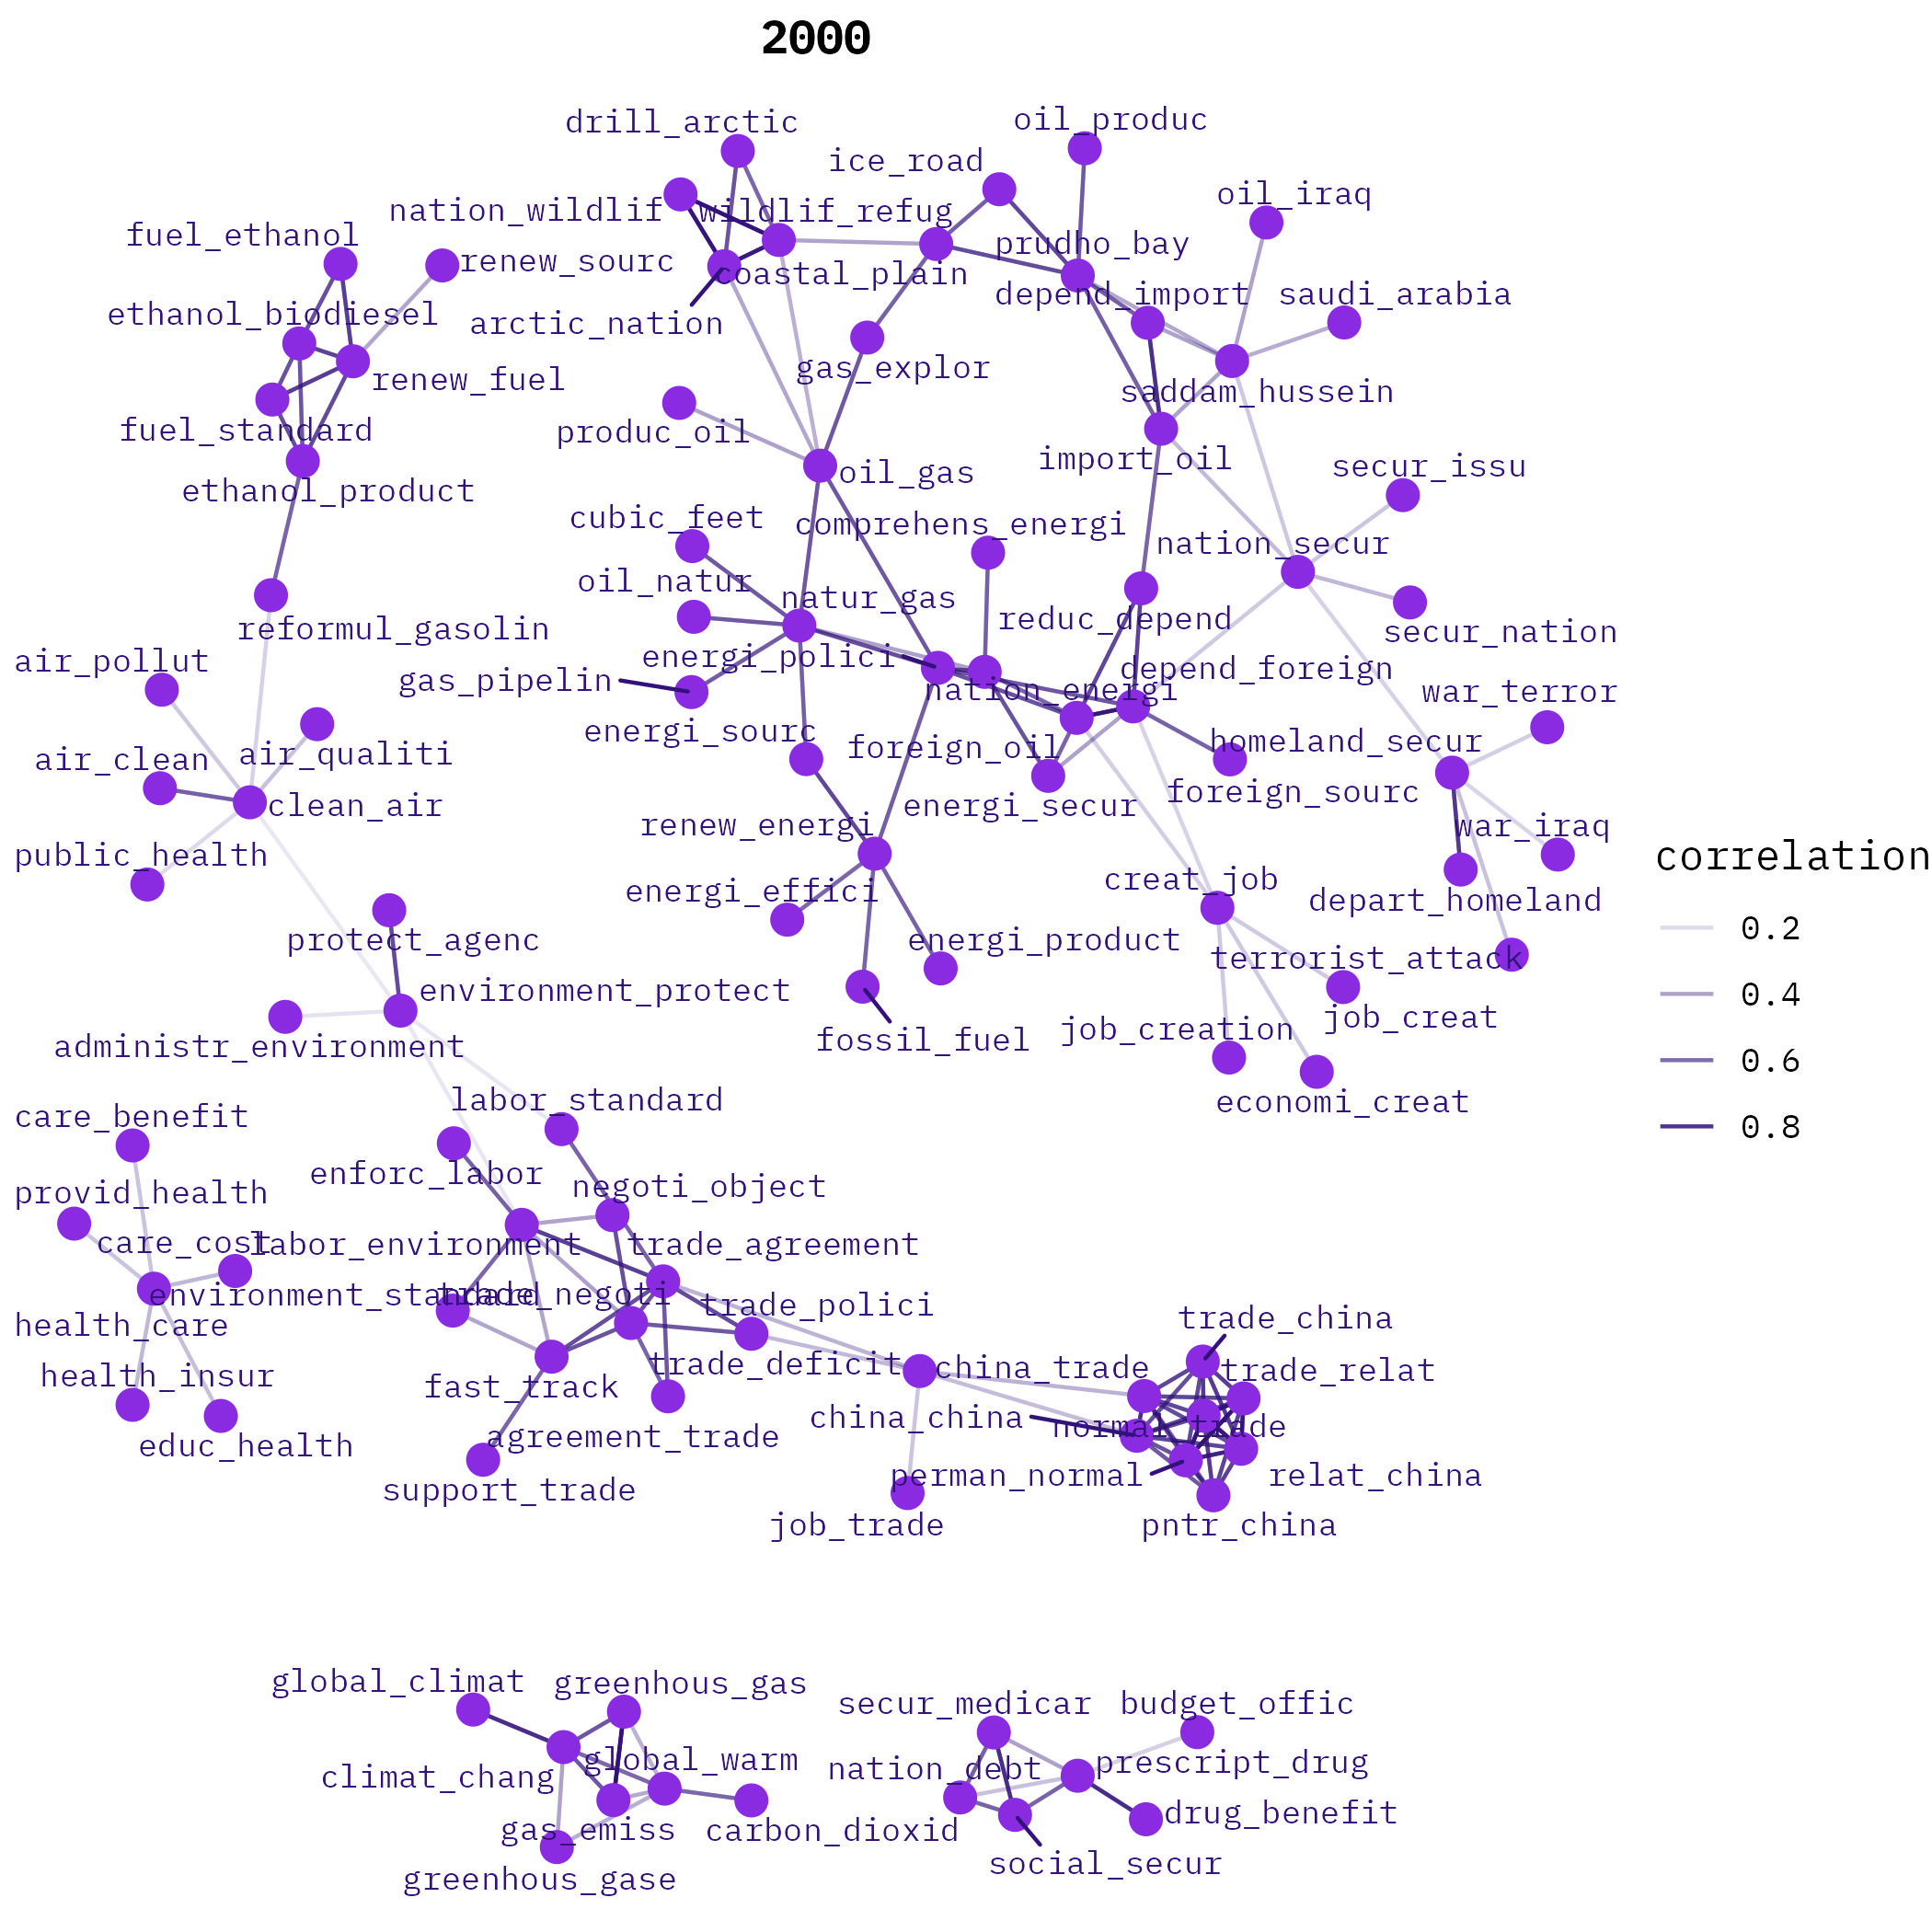 2000
drill_arctic
oil_produc
ice_road
oil_iraq
nation_wildlif
wildlif_refug
fuel_ethanol
renew_sourc
prudho_bay
coastal_plain
depend_import
saudi_arabia
ethanol_biodiesel
arctic_nation
gas_explor
renew_fuel
saddam_hussein
fuel_standard
produc_oil
import_oil
oil_gas
secur_issu
ethanol_product
cubic_feet
comprehens_energi
nation_secur
oil_natur
natur_gas
reduc_depend
secur_nation
reformul_gasolin
air_pollut
energi_polici
depend_foreign
gas_pipelin
nation_energi
war_terror
energi_sourc
foreign_oil
homeland_secur
air_clean
air_qualiti
clean_air
energi_secur
foreign_sourc
renew_energi
war_iraq
public_health
correlation
energi_effici
creat_job
depart_homeland
0.2
protect_agenc
energi_product
terrorist_attack
environment_protect
0.4
job_creat
fossil_fuel
job_creation
administr_environment
0.6
labor_standard
economi_creat
care_benefit
0.8
enforc_labor
negoti_object
provid_health
care_cost
labor_environment
trade_agreement
environment_standard
trade_negoti
trade_polici
health_care
trade_china
health_insur
fast_track
trade_deficit
china_trade
trade_relat
china_china
normal_trade
educ_health
agreement_trade
support_trade
perman_normal
relat_china
job_trade
pntr_china
global_climat
greenhous_gas
secur_medicar
budget_offic
climat_chang
global_warm
nation_debt
prescript_drug
gas_emiss
carbon_dioxid
drug_benefit
greenhous_gase
social_secur